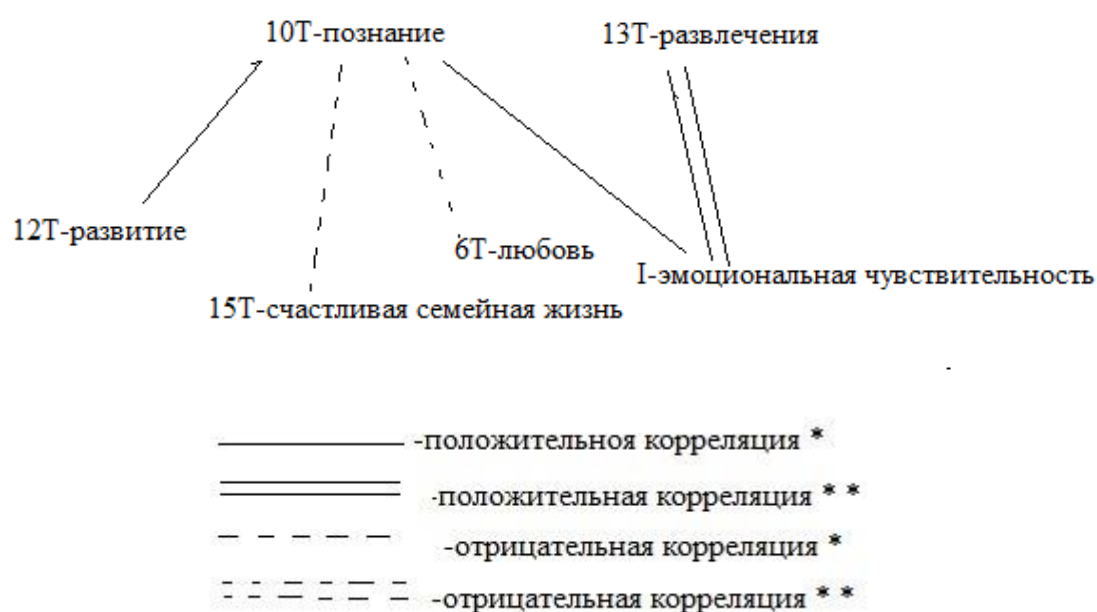 10Т-познание
13Т-развлечения
12Т-развитие
6Т-любовь
I-эмоциональная чувствительность
15Т-счастливая семейная жизнь
-положительноя корреляция *
-положительная корреляция * *
-отрицательная корреляция *
-отрицательная корреляция * *